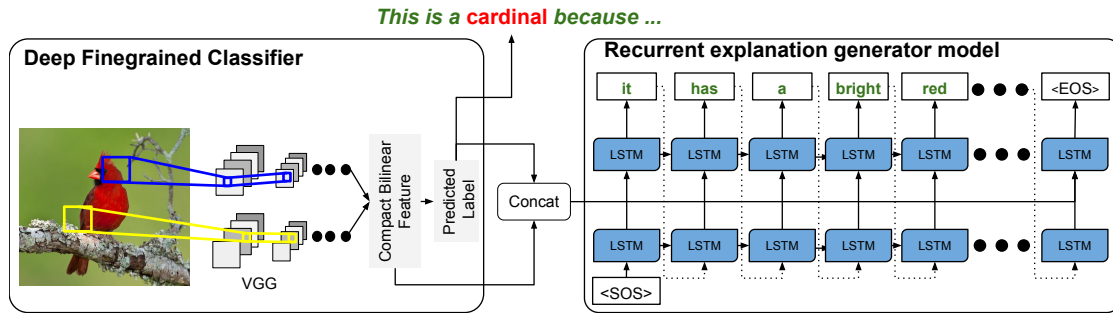 This is a cardinal because ...
Deep Finegrained Classifier
VGG
Compact Bilinear
Feature
Predicted
Label
Concat
Recurrent explanation generator model
it has a bright red <EOS>
LSTM LSTM LSTM LSTM LSTM LSTM
LSTM LSTM LSTM LSTM LSTM LSTM
<SOS>